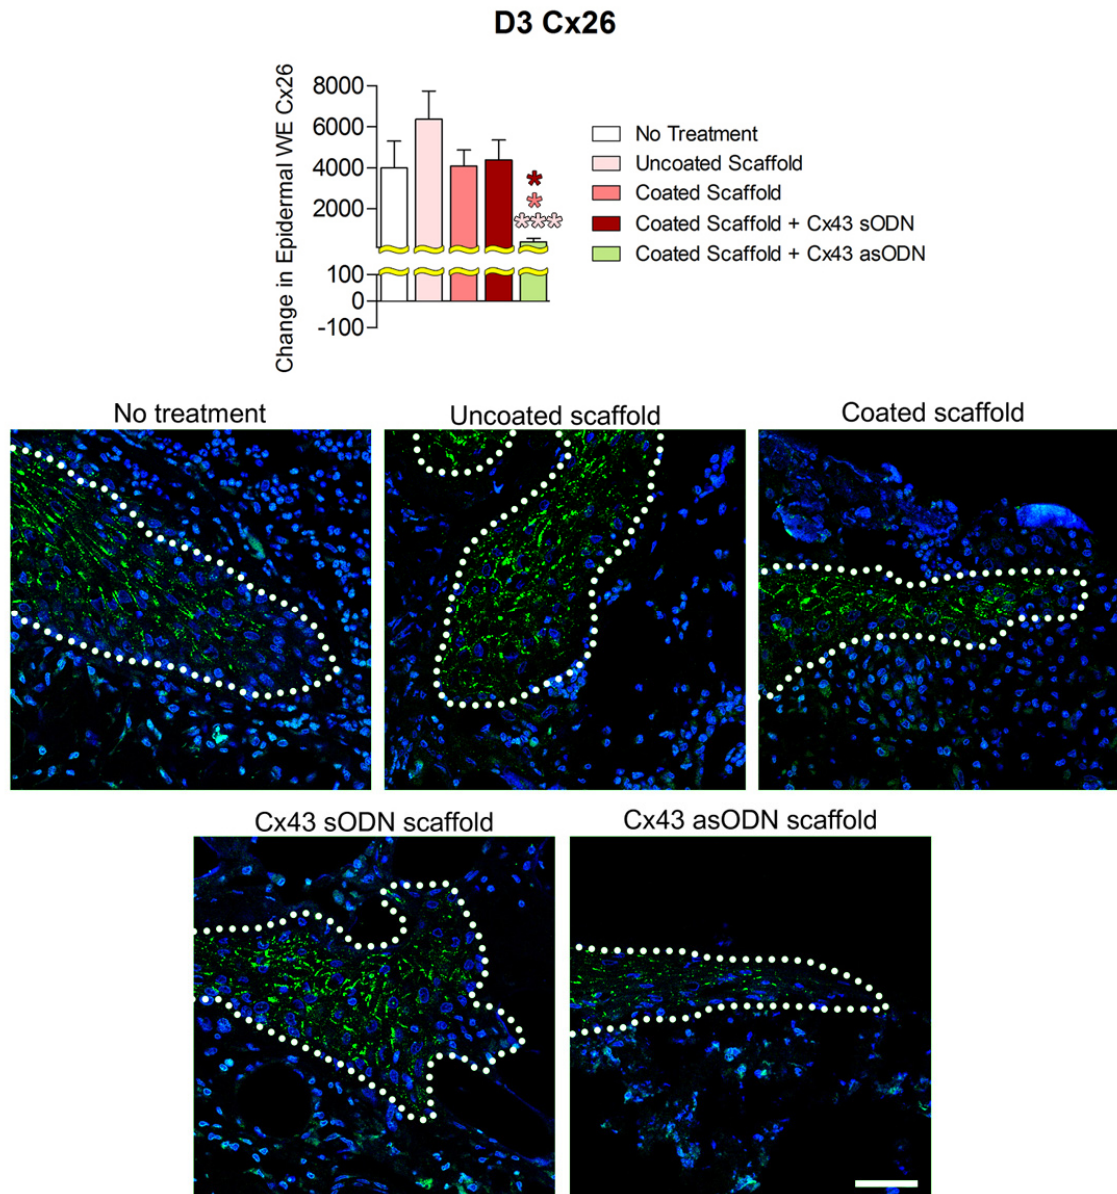 D3 Cx26
Change in Epidermal WE Cx26
8000
6000
4000
2000
100
0
-100
*
*
***
No Treatment
Uncoated Scaffold
Coated Scaffold
Coated Scaffold + Cx43 sODN
Coated Scaffold + Cx43 asODN
No treatment
Uncoated scaffold
Coated scaffold
Cx43 sODN scaffold
Cx43 asODN scaffold